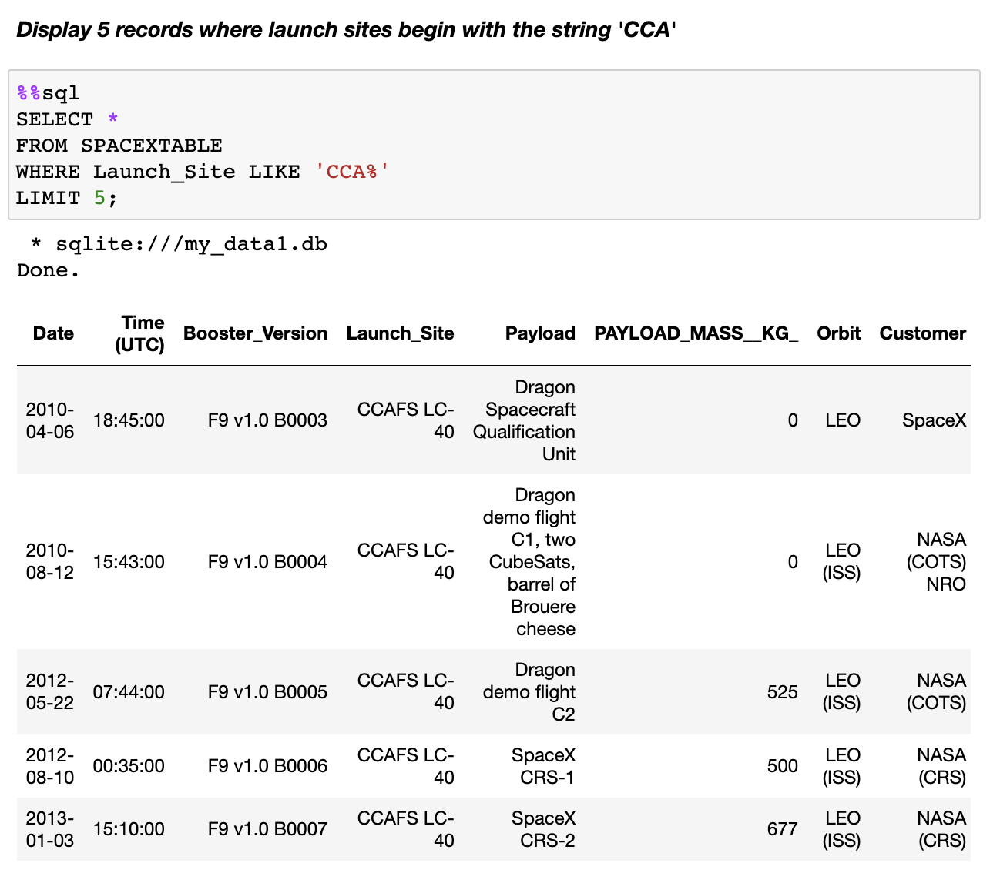 Display 5 records where launch sites begin with the string 'CCA'
%%sql
SELECT *
FROM SPACEXTABLE
WHERE Launch_Site LIKE 'CCA%'
LIMIT 5;
* sqlite:///my_data1.db
Done.
Date Time (UTC) Booster_Version Launch_Site Payload PAYLOAD_MASS__KG_ Orbit Customer
2010-04-06 18:45:00 F9 v1.0 B0003 CCAFS LC-40 Dragon Spacecraft Qualification Unit 0 LEO SpaceX
2010-08-12 15:43:00 F9 v1.0 B0004 CCAFS LC-40 Dragon demo flight C1, two CubeSats, barrel of Brouere cheese 0 LEO (ISS) NASA (COTS) NRO
2012-05-22 07:44:00 F9 v1.0 B0005 CCAFS LC-40 Dragon demo flight C2 525 LEO (ISS) NASA (COTS)
2012-08-10 00:35:00 F9 v1.0 B0006 CCAFS LC-40 SpaceX CRS-1 500 LEO (ISS) NASA (CRS)
2013-01-03 15:10:00 F9 v1.0 B0007 CCAFS LC-40 SpaceX CRS-2 677 LEO (ISS) NASA (CRS)